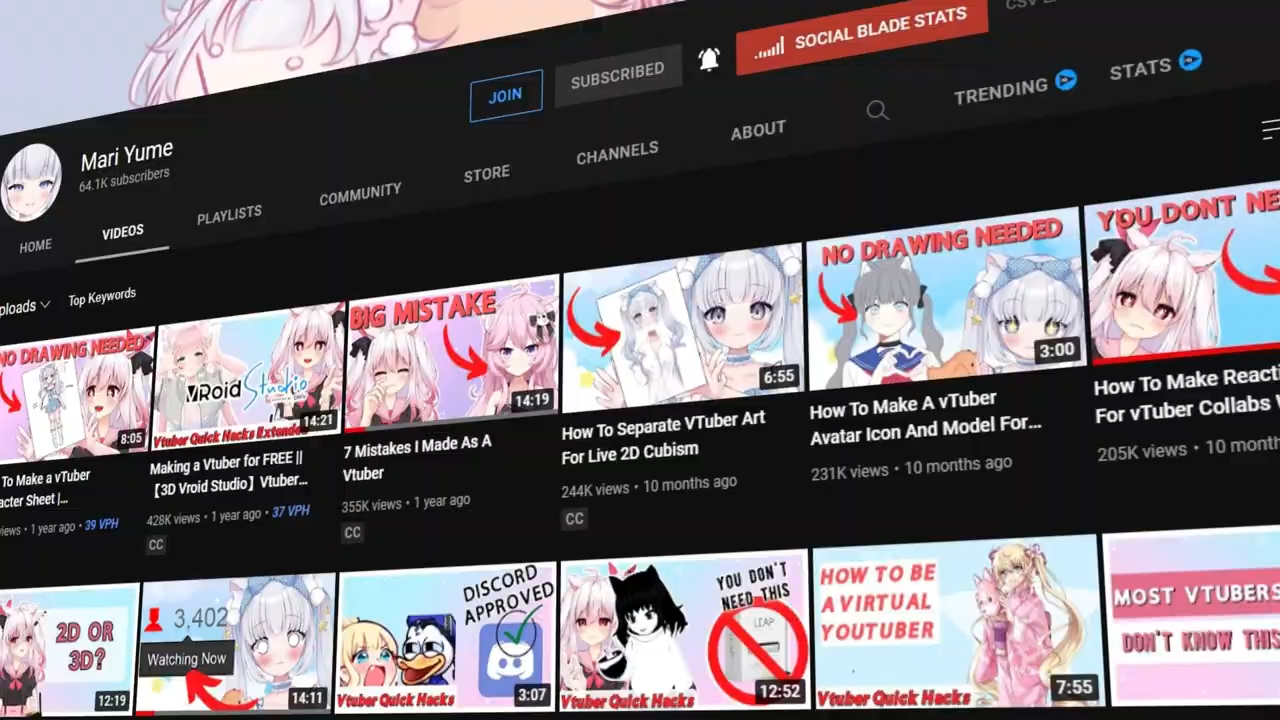 SOCIAL BLADE STATS
JOIN
SUBSCRIBED
TRENDING
STATS
Mari Yume
64.1K subscribers
HOME
VIDEOS
PLAYLISTS
COMMUNITY
STORE
CHANNELS
ABOUT
Top Keywords
NO DRAWING NEEDED
8:05
To Make a vTuber
1 year ago • 39 VPH
VRoid Studio
Vtuber Quick Hacks Extended
14:21
Making a Vtuber for FREE ||
【3D Vroid Studio】Vtuber...
428K views • 1 year ago • 37 VPH
CC
BIG MISTAKE
14:19
7 Mistakes I Made As A
Vtuber
355K views • 1 year ago
CC
6:55
How To Separate VTuber Art
For Live 2D Cubism
244K views • 10 months ago
CC
NO DRAWING NEEDED
3:00
How To Make A vTuber
Avatar Icon And Model For...
231K views • 10 months ago
YOU DONT
How To Make
For vTuber Collabs
205K views • 10
2D OR
3D?
12:19
3,402
Watching Now
14:11
DISCORD
APPROVED
Vtuber Quick Hacks
3:07
YOU DON'T
NEED THIS
LEAP
Vtuber Quick Hacks
12:52
HOW TO BE
A VIRTUAL
YOUTUBER
Vtuber Quick Hacks
7:55
MOST VTUBERS
DON'T KNOW THIS